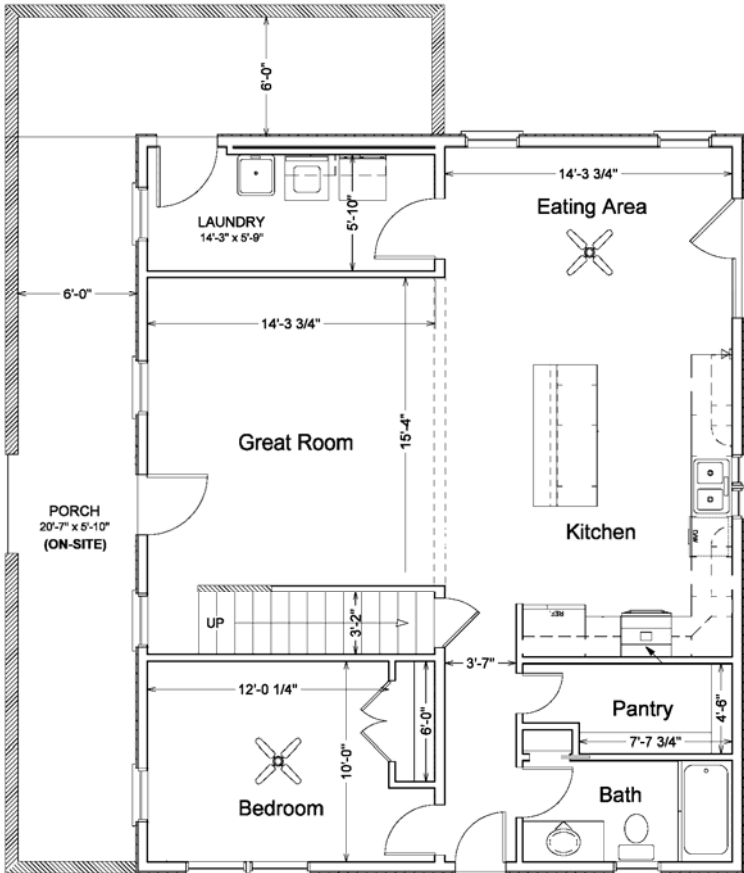 6'-0"
14'-3 3/4"
Eating Area
LAUNDRY
14'-3" x 5'-9"
5'-10"
6'-0"
14'-3 3/4"
15'-4"
Great Room
PORCH
20'-7" x 5'-10"
(ON-SITE)
Kitchen
D/W
REF.
UP
3'-2"
3'-7"
12'-0 1/4"
6'-0"
10'-0"
Bedroom
Pantry
4'-6"
7'-7 3/4"
Bath